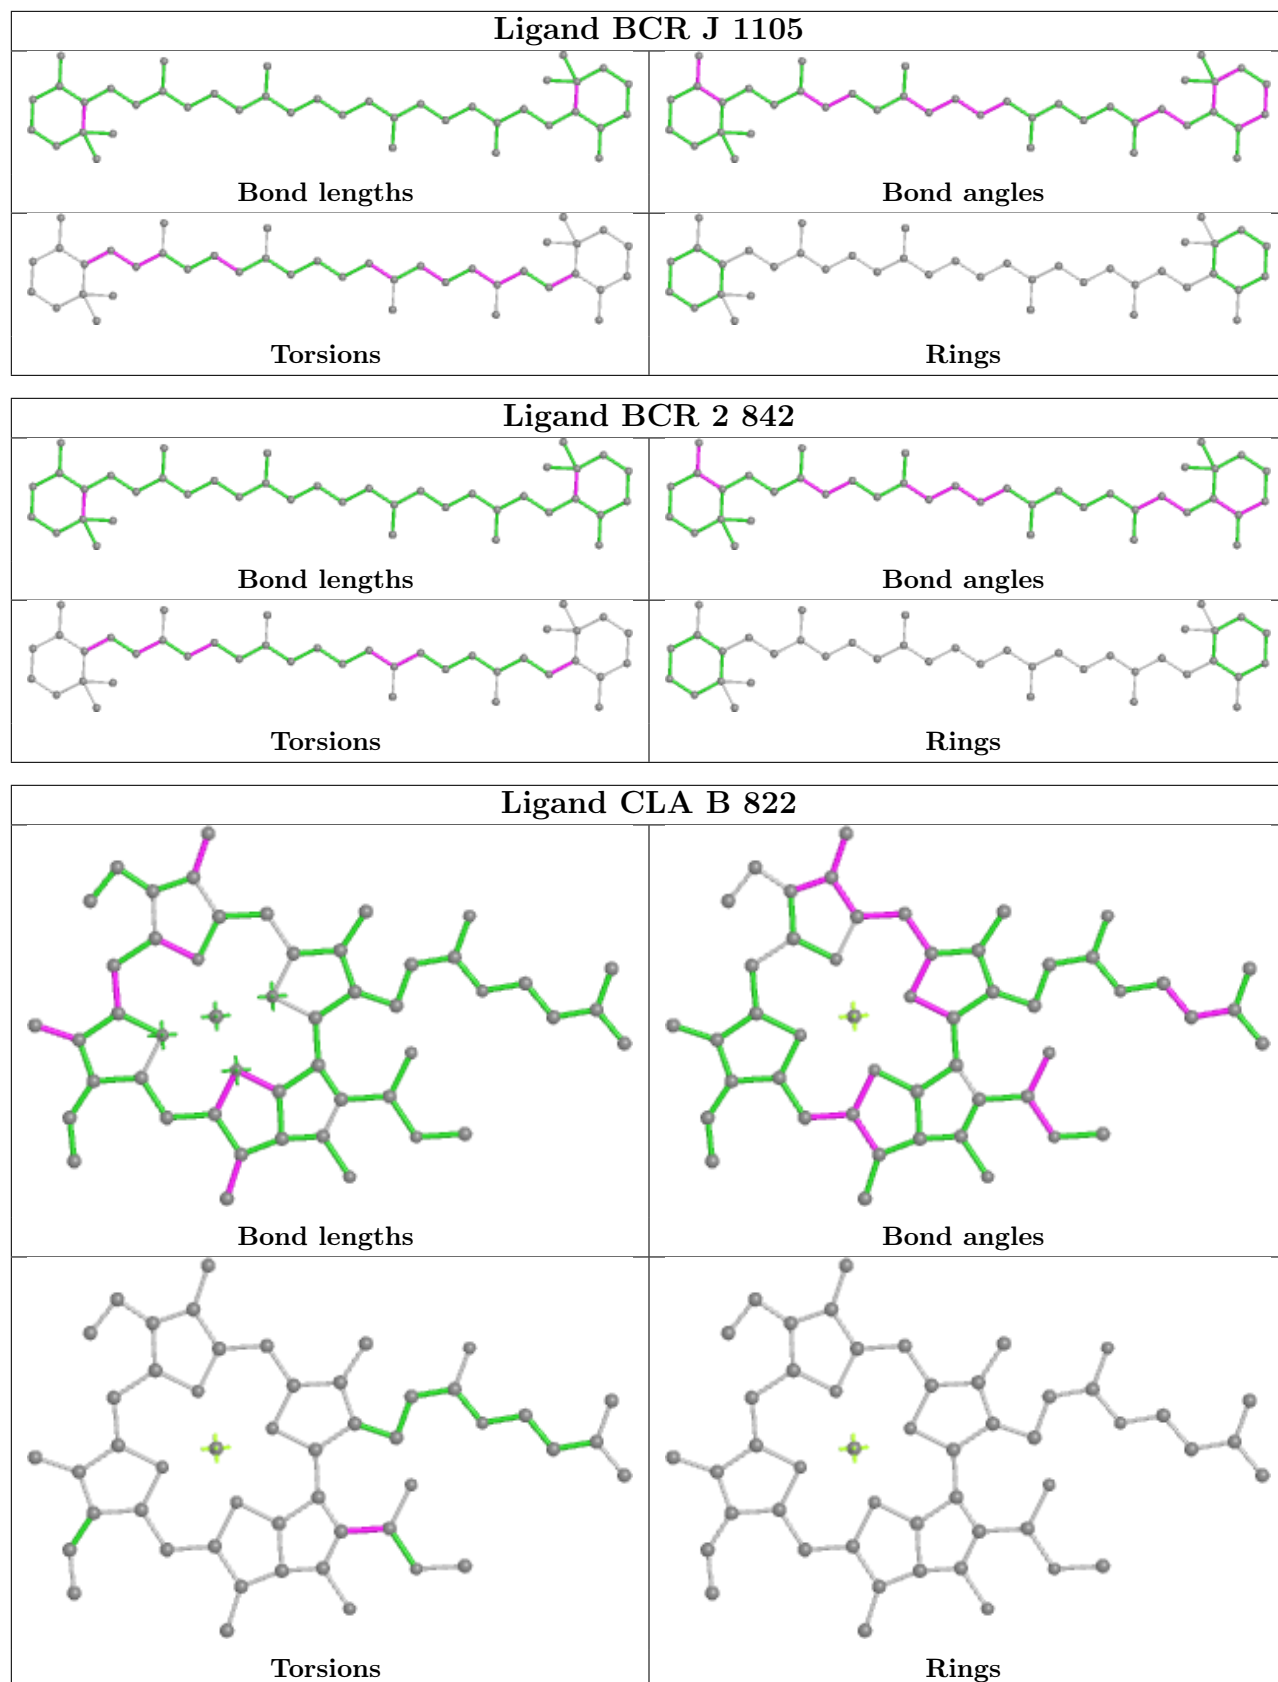 Ligand BCR J 1105
Bond lengths
Bond angles
Torsions
Rings
Ligand BCR 2 842
Bond lengths
Bond angles
Torsions
Rings
Ligand CLA B 822
Bond lengths
Bond angles
Torsions
Rings